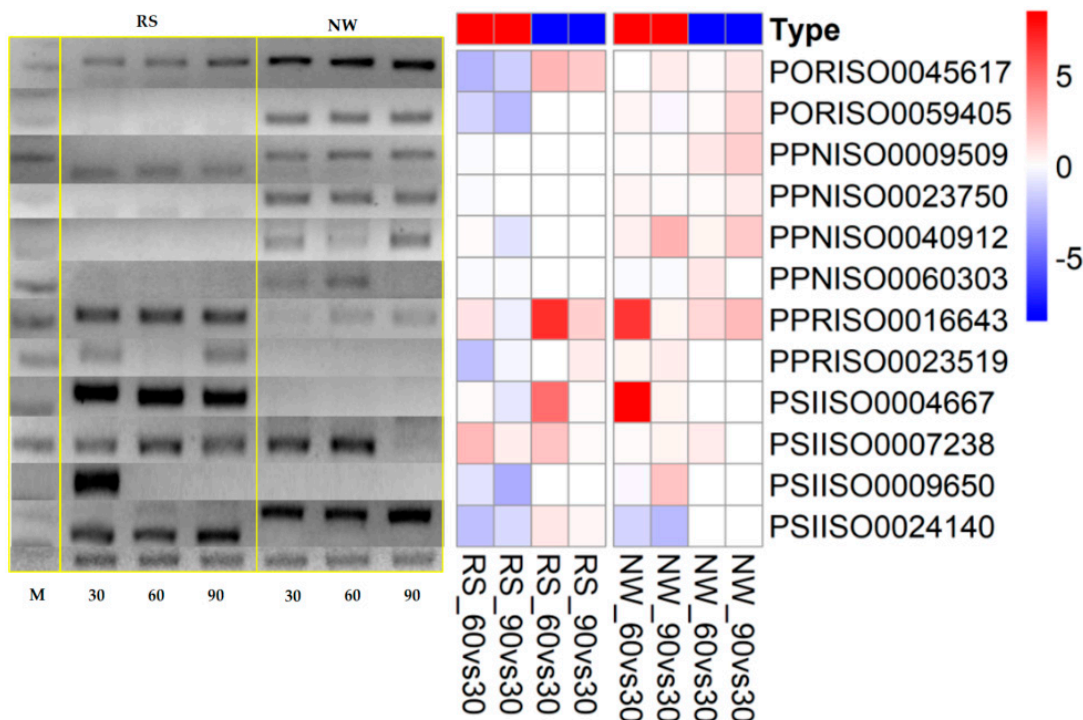 RS
NW
Type
PORISO0045617
PORISO0059405
PPNISO0009509
PPNISO0023750
PPNISO0040912
PPNISO0060303
PPRISO0016643
PPRISO0023519
PSIISO0004667
PSIISO0007238
PSIISO0009650
PSIISO0024140
5
0
-5
M 30 60 90 30 60 90
RS_60vs30
RS_90vs30
RS_60vs30
RS_90vs30
NW_60vs30
NW_90vs30
NW_60vs30
NW_90vs30